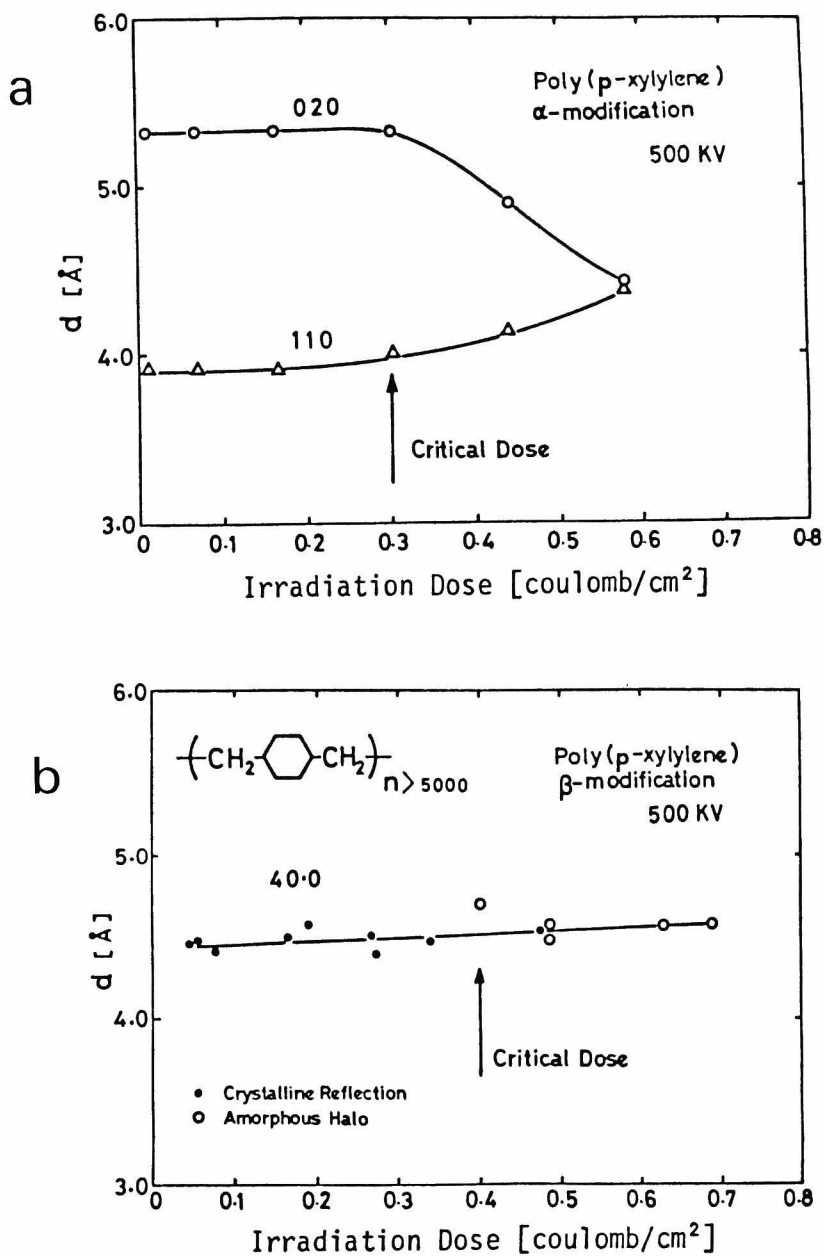 a
6.0
5.0
4.0
3.0
d [Å]
020
110
Poly(p-xylylene)
α-modification
500 KV
Critical Dose
0 0.1 0.2 0.3 0.4 0.5 0.6 0.7 0.8
Irradiation Dose [coulomb/cm²]
b
6.0
5.0
4.0
3.0
d [Å]
(CH₂ CH₂)n>5000
Poly(p-xylylene)
β-modification
500 KV
40·0
Critical Dose
• Crystalline Reflection
o Amorphous Halo
0 0.1 0.2 0.3 0.4 0.5 0.6 0.7 0.8
Irradiation Dose [coulomb/cm²]